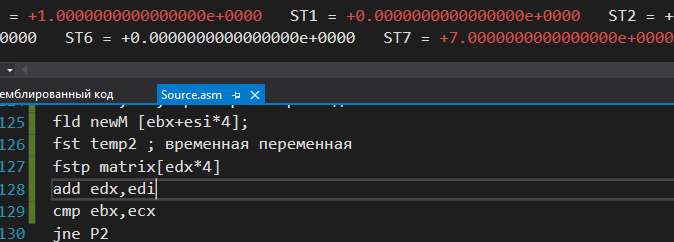 = +1.0000000000000000e+0000   ST1 = +0.0000000000000000e+0000   ST2 = +
0000   ST6 = +0.0000000000000000e+0000   ST7 = +7.0000000000000000e+0000
емблированный код   Source.asm
125 fld newM [ebx+esi*4];
126 fst temp2 ; временная переменная
127 fstp matrix[edx*4]
128 add edx,edi
129 cmp ebx,ecx
130 jne P2